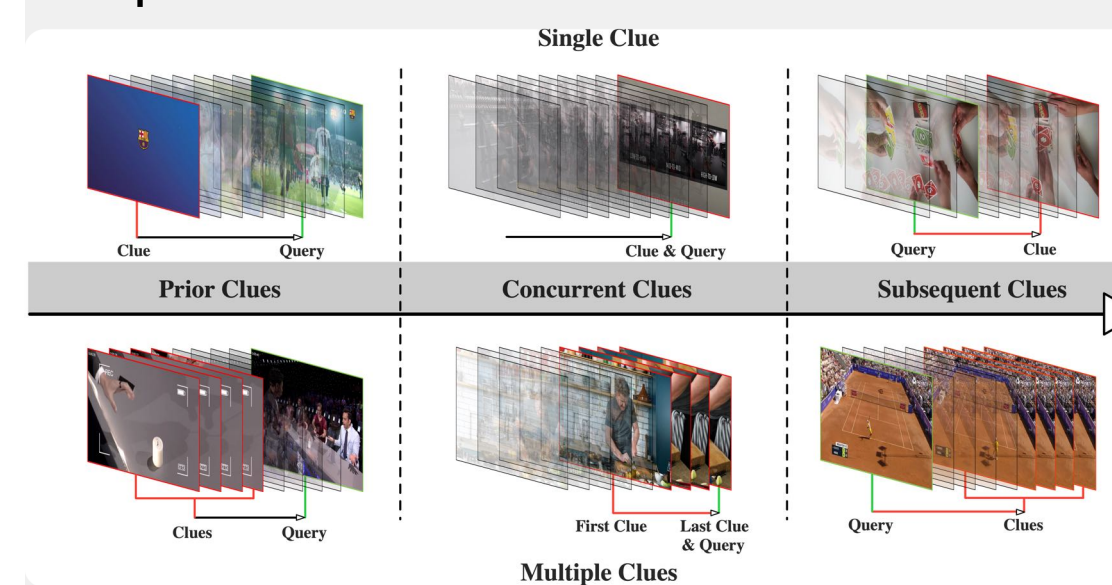 Single Clue
Clue
Query
Clue & Query
Query
Clue
Prior Clues
Concurrent Clues
Subsequent Clues
Clues
Query
First Clue
Last Clue
& Query
Query
Clues
Multiple Clues